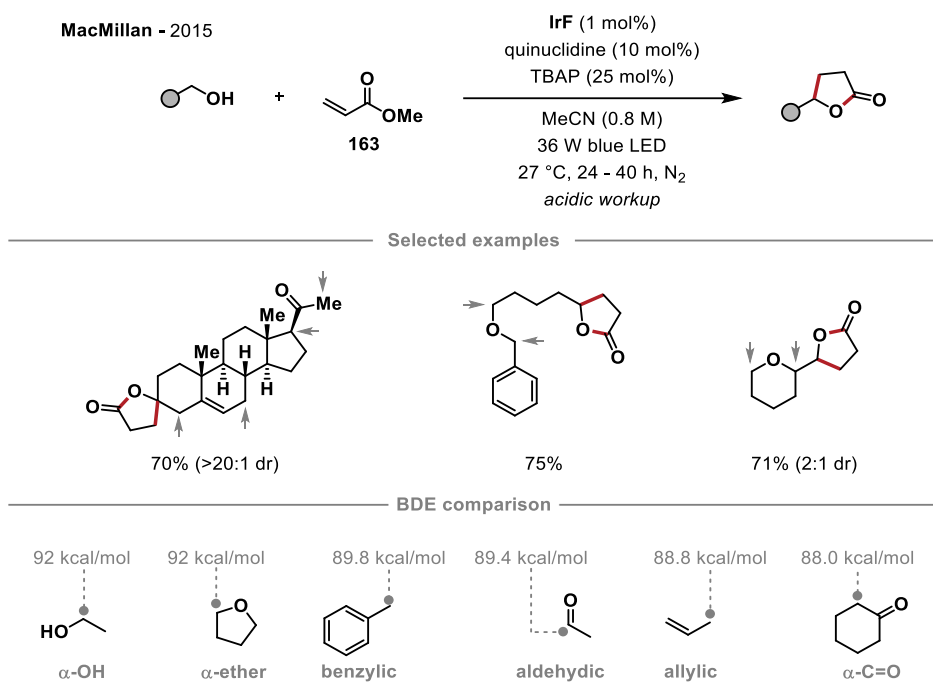 MacMillan - 2015
IrF (1 mol%)
quinuclidine (10 mol%)
TBAP (25 mol%)
OH
+
O
OMe
163
MeCN (0.8 M)
36 W blue LED
27 °C, 24 - 40 h, N2
acidic workup
O
O
Selected examples
O
Me
Me
Me
H
H
H
O
O
70% (>20:1 dr)
O
O
O
75%
O
O
O
71% (2:1 dr)
BDE comparison
92 kcal/mol
92 kcal/mol
89.8 kcal/mol
89.4 kcal/mol
88.8 kcal/mol
88.0 kcal/mol
HO
O
O
O
α-OH
α-ether
benzylic
aldehydic
allylic
α-C=O